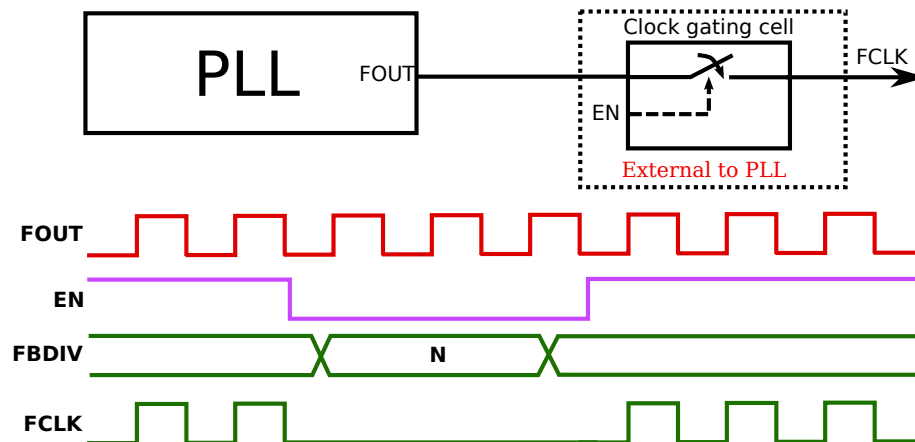 Clock gating cell
PLL
FOUT
FCLK
EN
External to PLL
FOUT
EN
FBDIV
N
FCLK